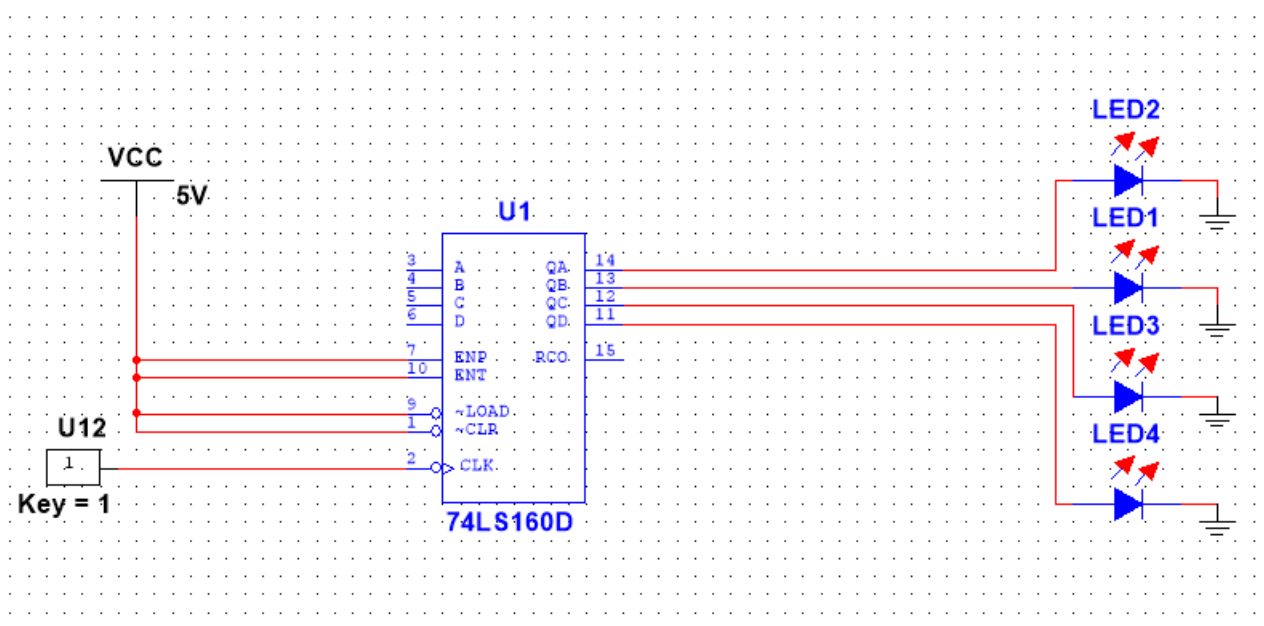 LED2
VCC
5V
LED1
U1
3 A QA 14
4 B QB 13
5 C QC 12
6 D QD 11
LED3
7 ENP RCO 15
10 ENT
9 ~LOAD
1 ~CLR
U12
LED4
1
2 CLK
Key = 1
74LS160D